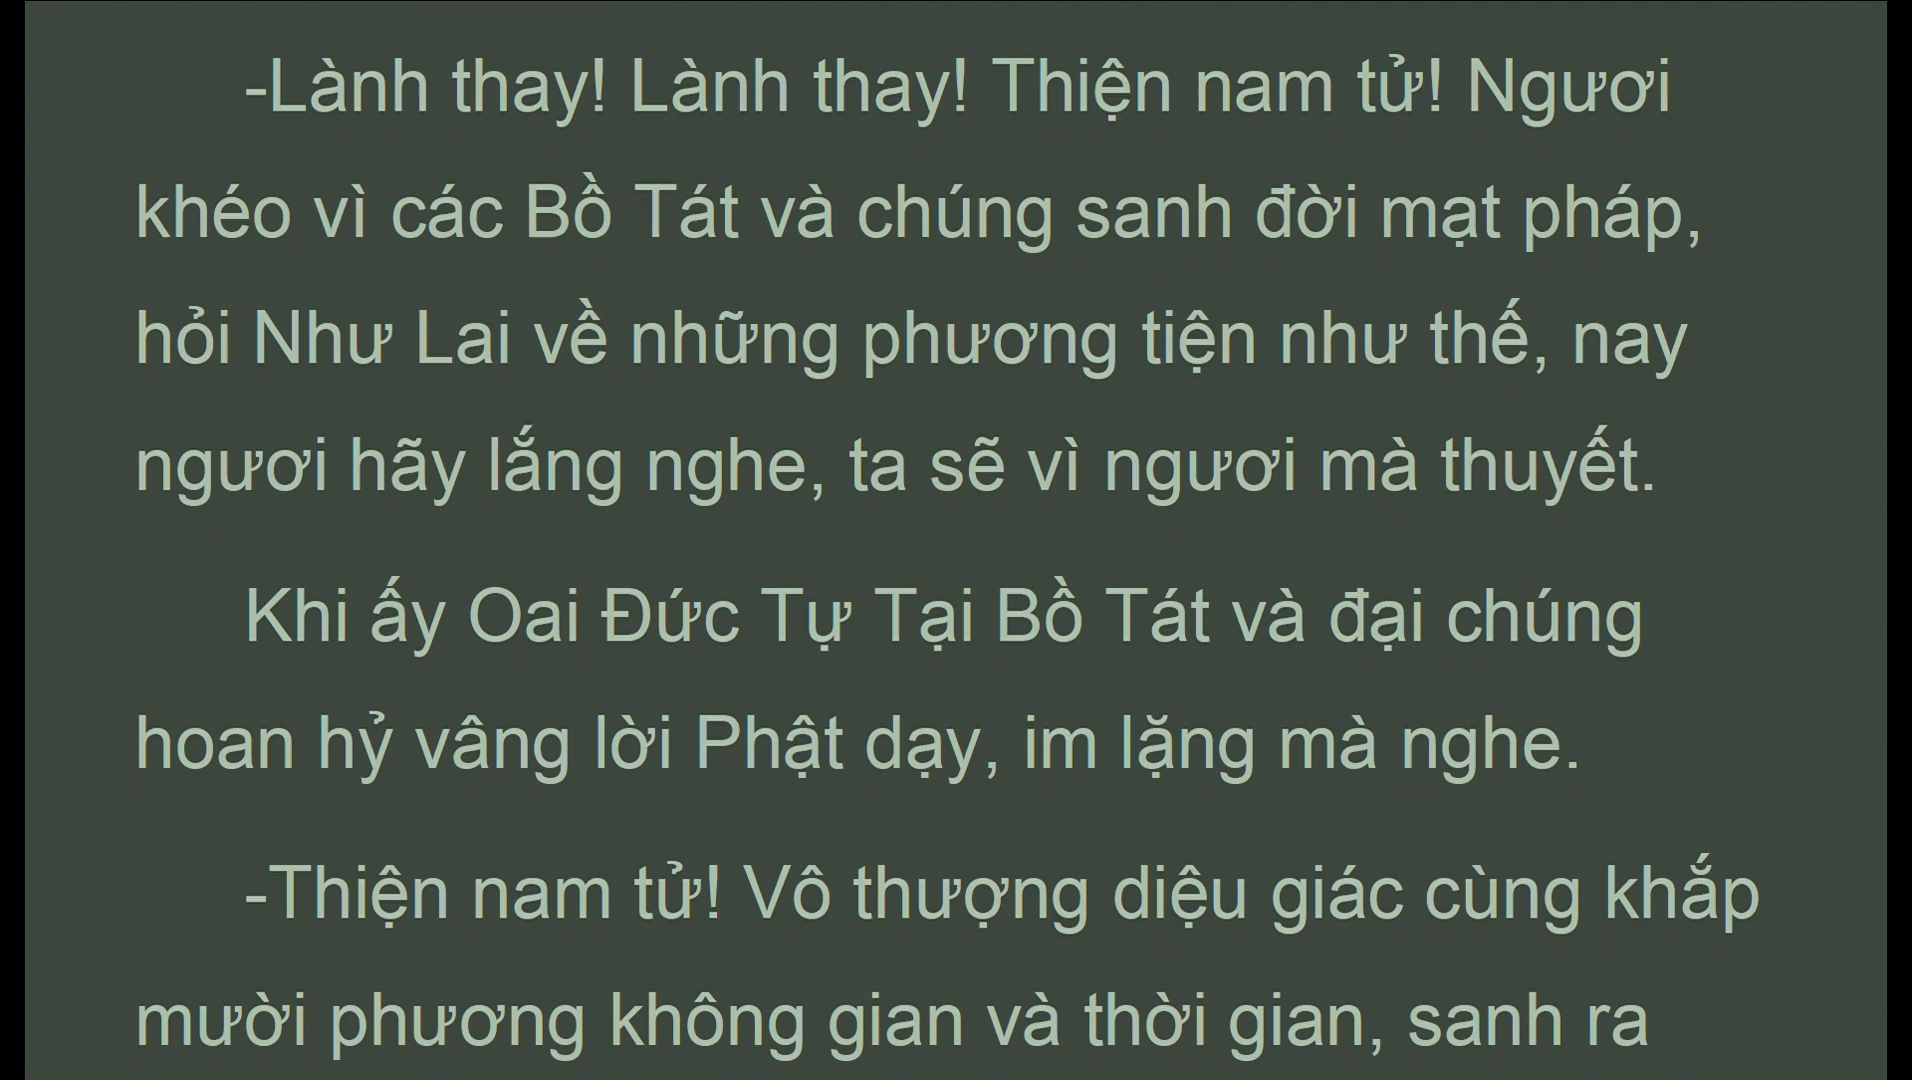 -Lành thay! Lành thay! Thiện nam tử! Ngươi
khéo vì các Bồ Tát và chúng sanh đời mạt pháp,
hỏi Như Lai về những phương tiện như thế, nay
ngươi hãy lắng nghe, ta sẽ vì ngươi mà thuyết.
Khi ấy Oai Đức Tự Tại Bồ Tát và đại chúng
hoan hỷ vâng lời Phật dạy, im lặng mà nghe.
-Thiện nam tử! Vô thượng diệu giác cùng khắp
mười phương không gian và thời gian, sanh ra